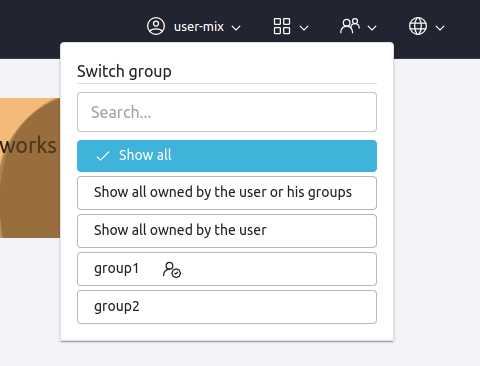 user-mix
Switch group
Search...
works
Show all
Show all owned by the user or his groups
Show all owned by the user
group1
group2